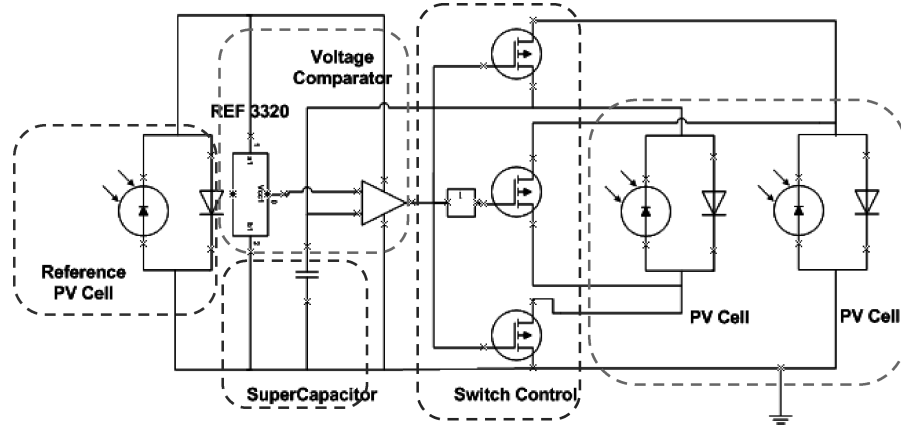 Voltage
Comparator
REF 3320
Reference
PV Cell
SuperCapacitor
Switch Control
PV Cell
PV Cell